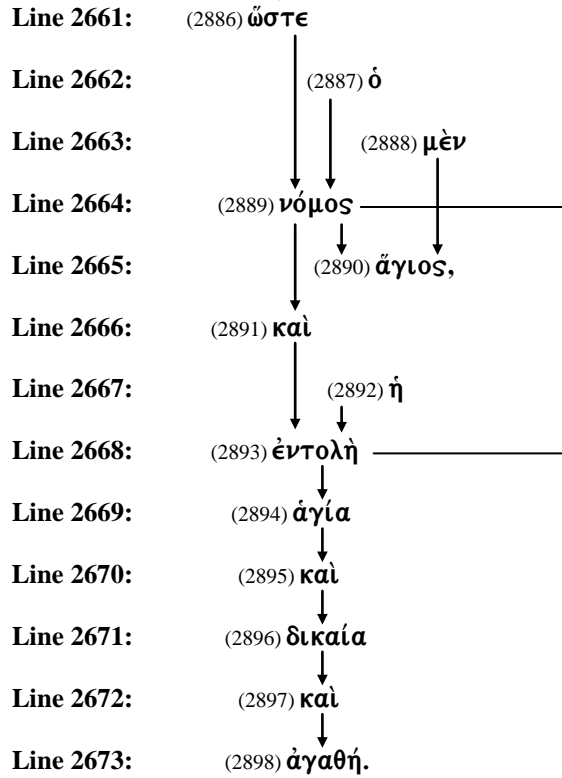 Line 2661: (2886) ὥστε
Line 2662: (2887) ὁ
Line 2663: (2888) μὲν
Line 2664: (2889) νόμος
Line 2665: (2890) ἅγιος,
Line 2666: (2891) καὶ
Line 2667: (2892) ἡ
Line 2668: (2893) ἐντολὴ
Line 2669: (2894) ἁγία
Line 2670: (2895) καὶ
Line 2671: (2896) δικαία
Line 2672: (2897) καὶ
Line 2673: (2898) ἀγαθή.